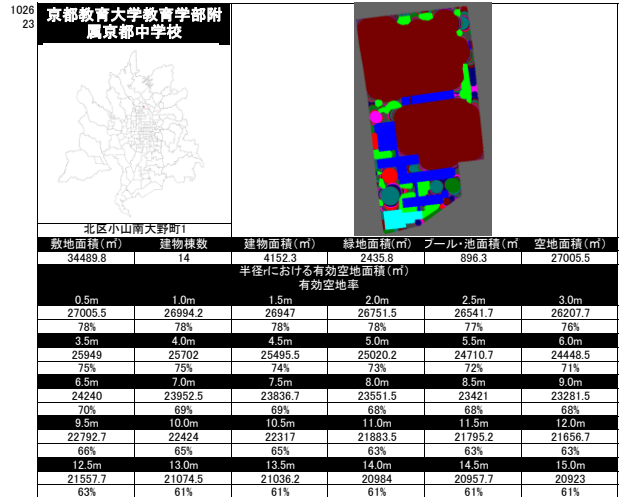 1026
23
京都教育大学教育学部附
属京都中学校
北区小山南大野町1
敷地面積(㎡) 建物棟数 建物面積(㎡) 緑地面積(㎡) プール・池面積(㎡ 空地面積(㎡)
34489.8 14 4152.3 2435.8 896.3 27005.5
半径rにおける有効空地面積(㎡)
有効空地率
0.5m 1.0m 1.5m 2.0m 2.5m 3.0m
27005.5 26994.2 26947 26751.5 26541.7 26207.7
78% 78% 78% 78% 77% 76%
3.5m 4.0m 4.5m 5.0m 5.5m 6.0m
25949 25702 25495.5 25020.2 24710.7 24448.5
75% 75% 74% 73% 72% 71%
6.5m 7.0m 7.5m 8.0m 8.5m 9.0m
24240 23952.5 23836.7 23551.5 23421 23281.5
70% 69% 69% 68% 68% 68%
9.5m 10.0m 10.5m 11.0m 11.5m 12.0m
22792.7 22424 22317 21883.5 21795.2 21656.7
66% 65% 65% 63% 63% 63%
12.5m 13.0m 13.5m 14.0m 14.5m 15.0m
21557.7 21074.5 21036.2 20984 20957.7 20923
63% 61% 61% 61% 61% 61%